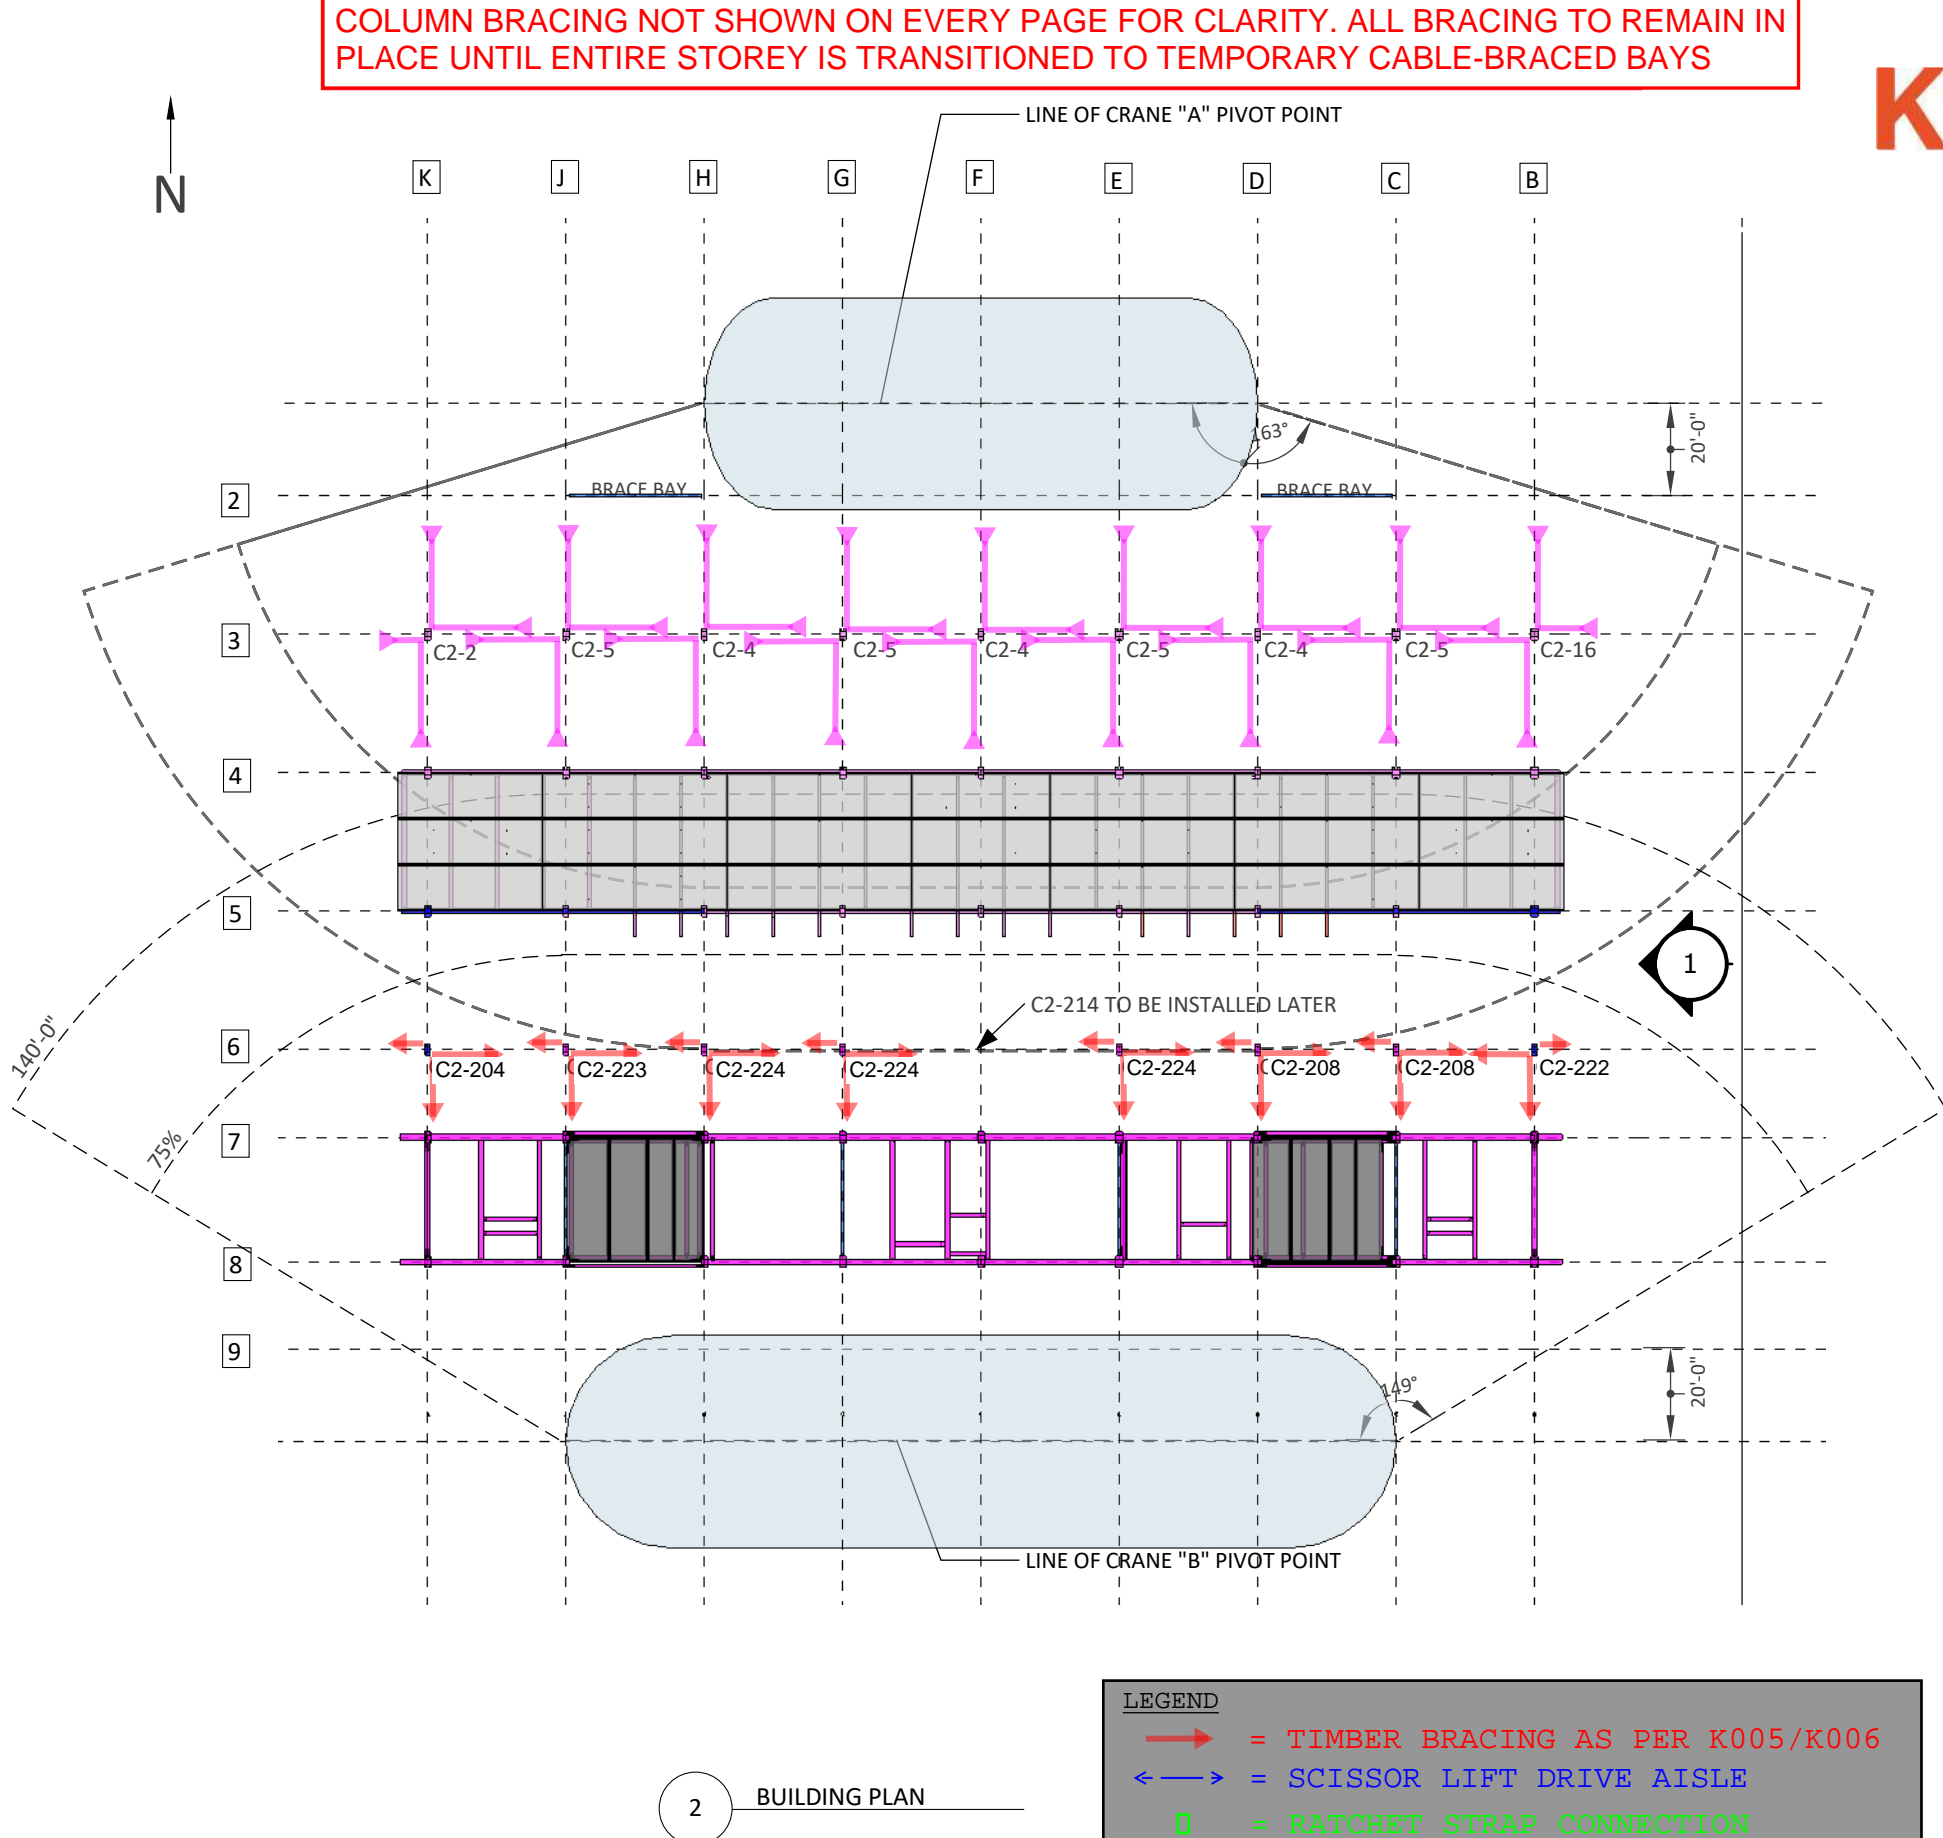 COLUMN BRACING NOT SHOWN ON EVERY PAGE FOR CLARITY. ALL BRACING TO REMAIN IN
PLACE UNTIL ENTIRE STOREY IS TRANSITIONED TO TEMPORARY CABLE-BRACED BAYS
K
LINE OF CRANE "A" PIVOT POINT
N
K J H G F E D C B
163°
20'-0"
2
BRACE BAY
BRACE BAY
3
C2-2 C2-5 C2-4 C2-5 C2-4 C2-5 C2-4 C2-5 C2-16
4
5
1
C2-214 TO BE INSTALLED LATER
140'-0"
6
C2-204 C2-223 C2-224 C2-224 C2-224 C2-208 C2-208 C2-222
75%
7
8
9
149°
20'-0"
LINE OF CRANE "B" PIVOT POINT
2 BUILDING PLAN
LEGEND
= TIMBER BRACING AS PER K005/K006
= SCISSOR LIFT DRIVE AISLE
= RATCHET STRAP CONNECTION